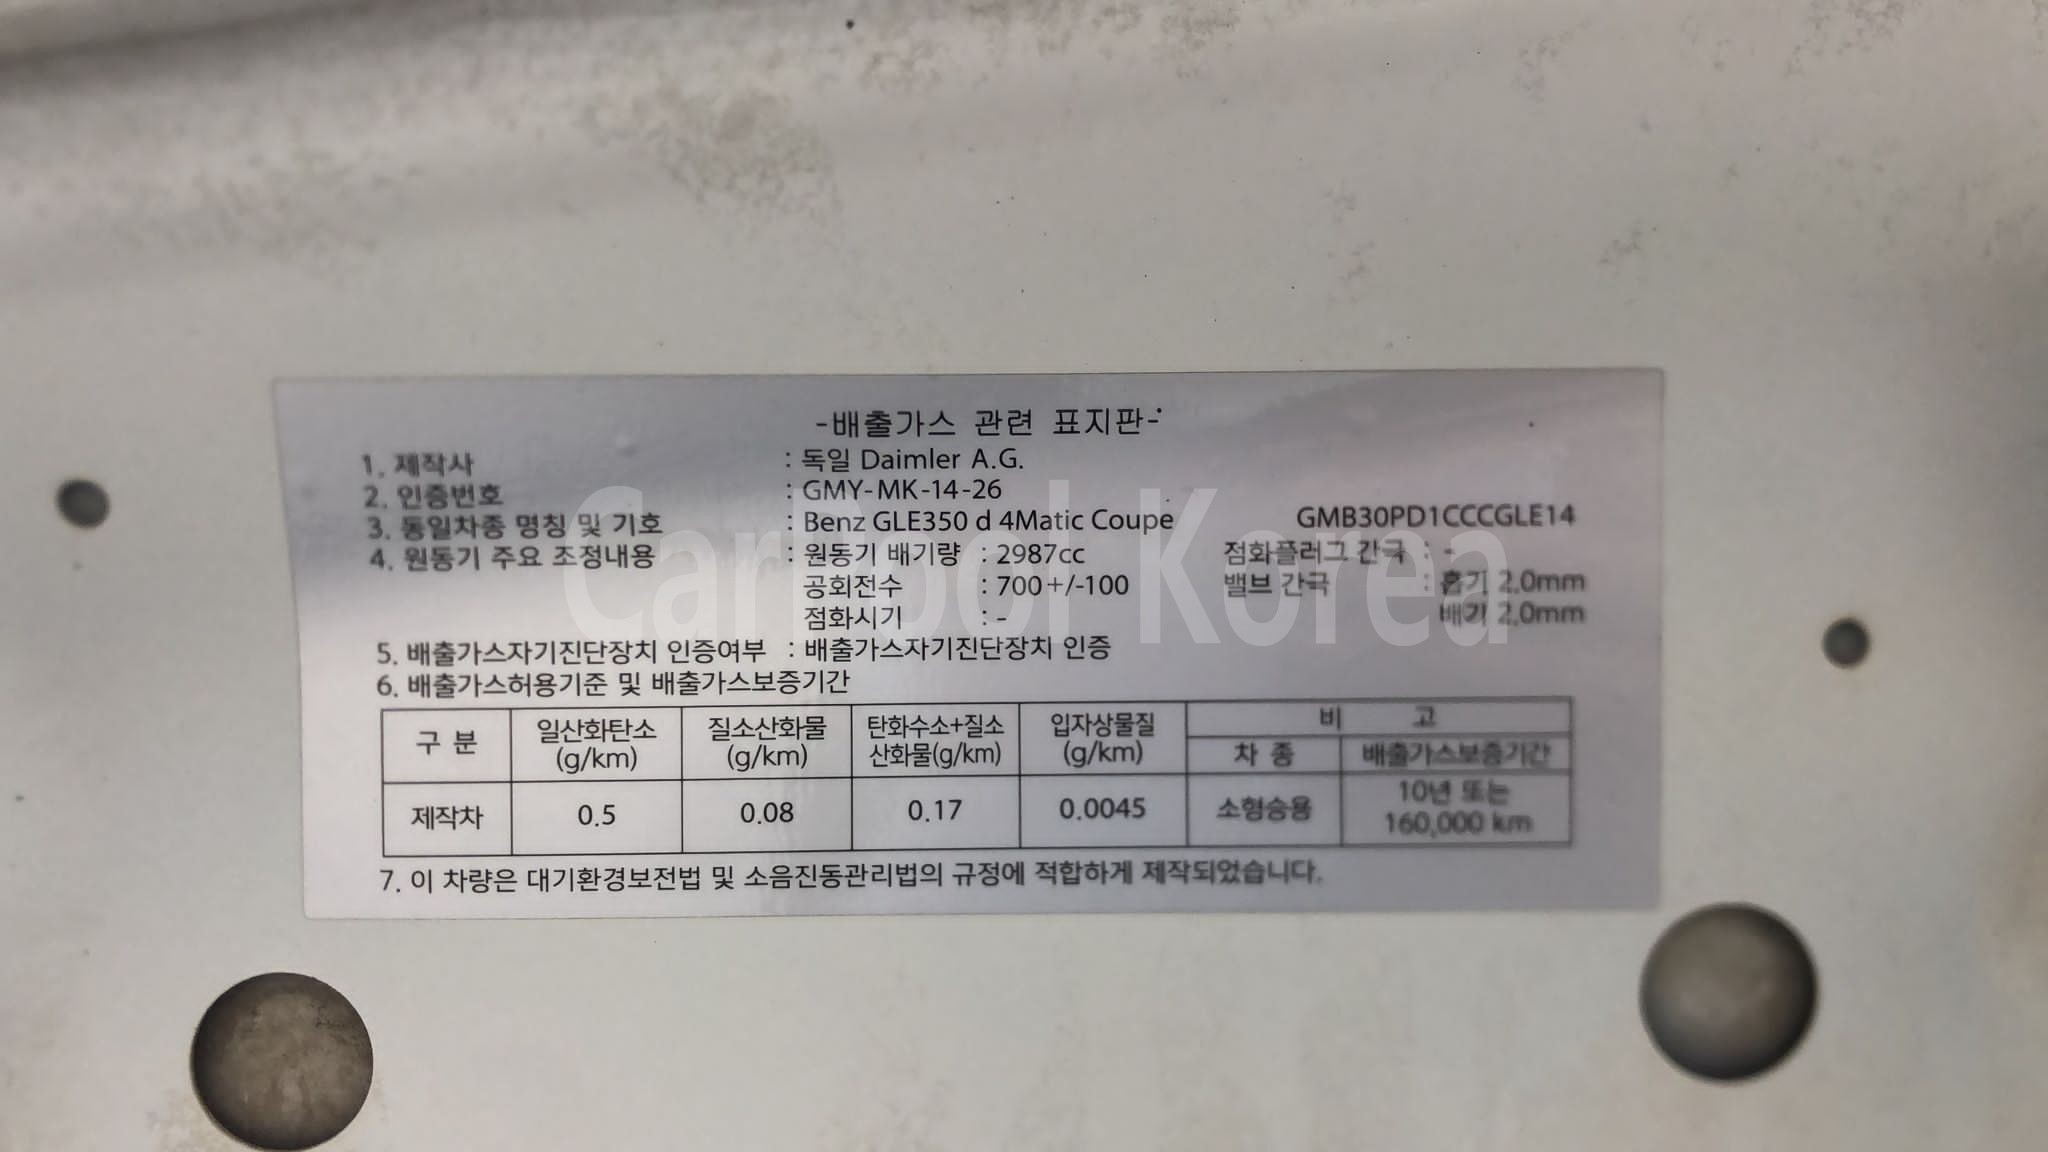 -배출가스 관련 표지판-
1. 제작사 : 독일 Daimler A.G.
2. 인증번호 : GMY-MK-14-26
3. 동일차종 명칭 및 기호 : Benz GLE350 d 4Matic Coupe GMB30PD1CCCGLE14
4. 원동기 주요 조정내용 : 원동기 배기량 : 2987cc 점화플러그 간극 : -
공회전수 : 700+/-100 밸브 간극 : 흡기 2.0mm
점화시기 : - 배기 2.0mm
5. 배출가스자기진단장치 인증여부 : 배출가스자기진단장치 인증
6. 배출가스허용기준 및 배출가스보증기간
구 분 일산화탄소 (g/km) 질소산화물 (g/km) 탄화수소+질소산화물(g/km) 입자상물질 (g/km) 비 고
차 종 배출가스보증기간
제작차 0.5 0.08 0.17 0.0045 소형승용 10년 또는 160,000 km
7. 이 차량은 대기환경보전법 및 소음진동관리법의 규정에 적합하게 제작되었습니다.
CarPool Korea